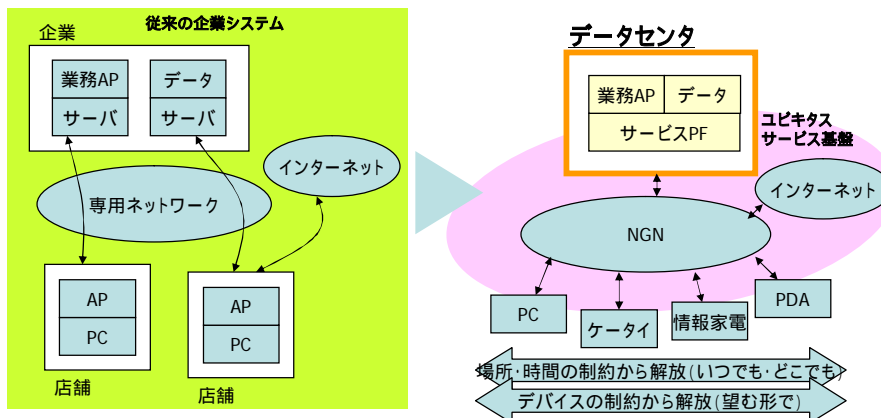 従来の企業システム
企業
業務AP
サーバ
データ
サーバ
インターネット
専用ネットワーク
AP
PC
店舗
AP
PC
店舗
データセンタ
業務AP
データ
サービスPF
ユビキタス
サービス基盤
インターネット
NGN
PC
ケータイ
情報家電
PDA
場所・時間の制約から解放(いつでも・どこでも)
デバイスの制約から解放(望む形で)